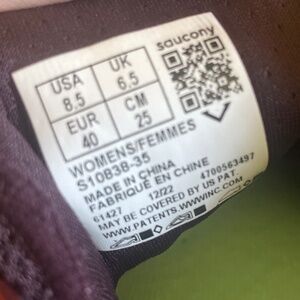 saucony
USA UK
8.5 6.5
EUR CM
40 25
WOMENS/FEMMES
S10838-35
MADE IN CHINA
FABRIQUÉ EN CHINE
61427 12/22 4700563497
MAY BE COVERED BY US PAT.
WWW.PATENTS.WWWINC.COM